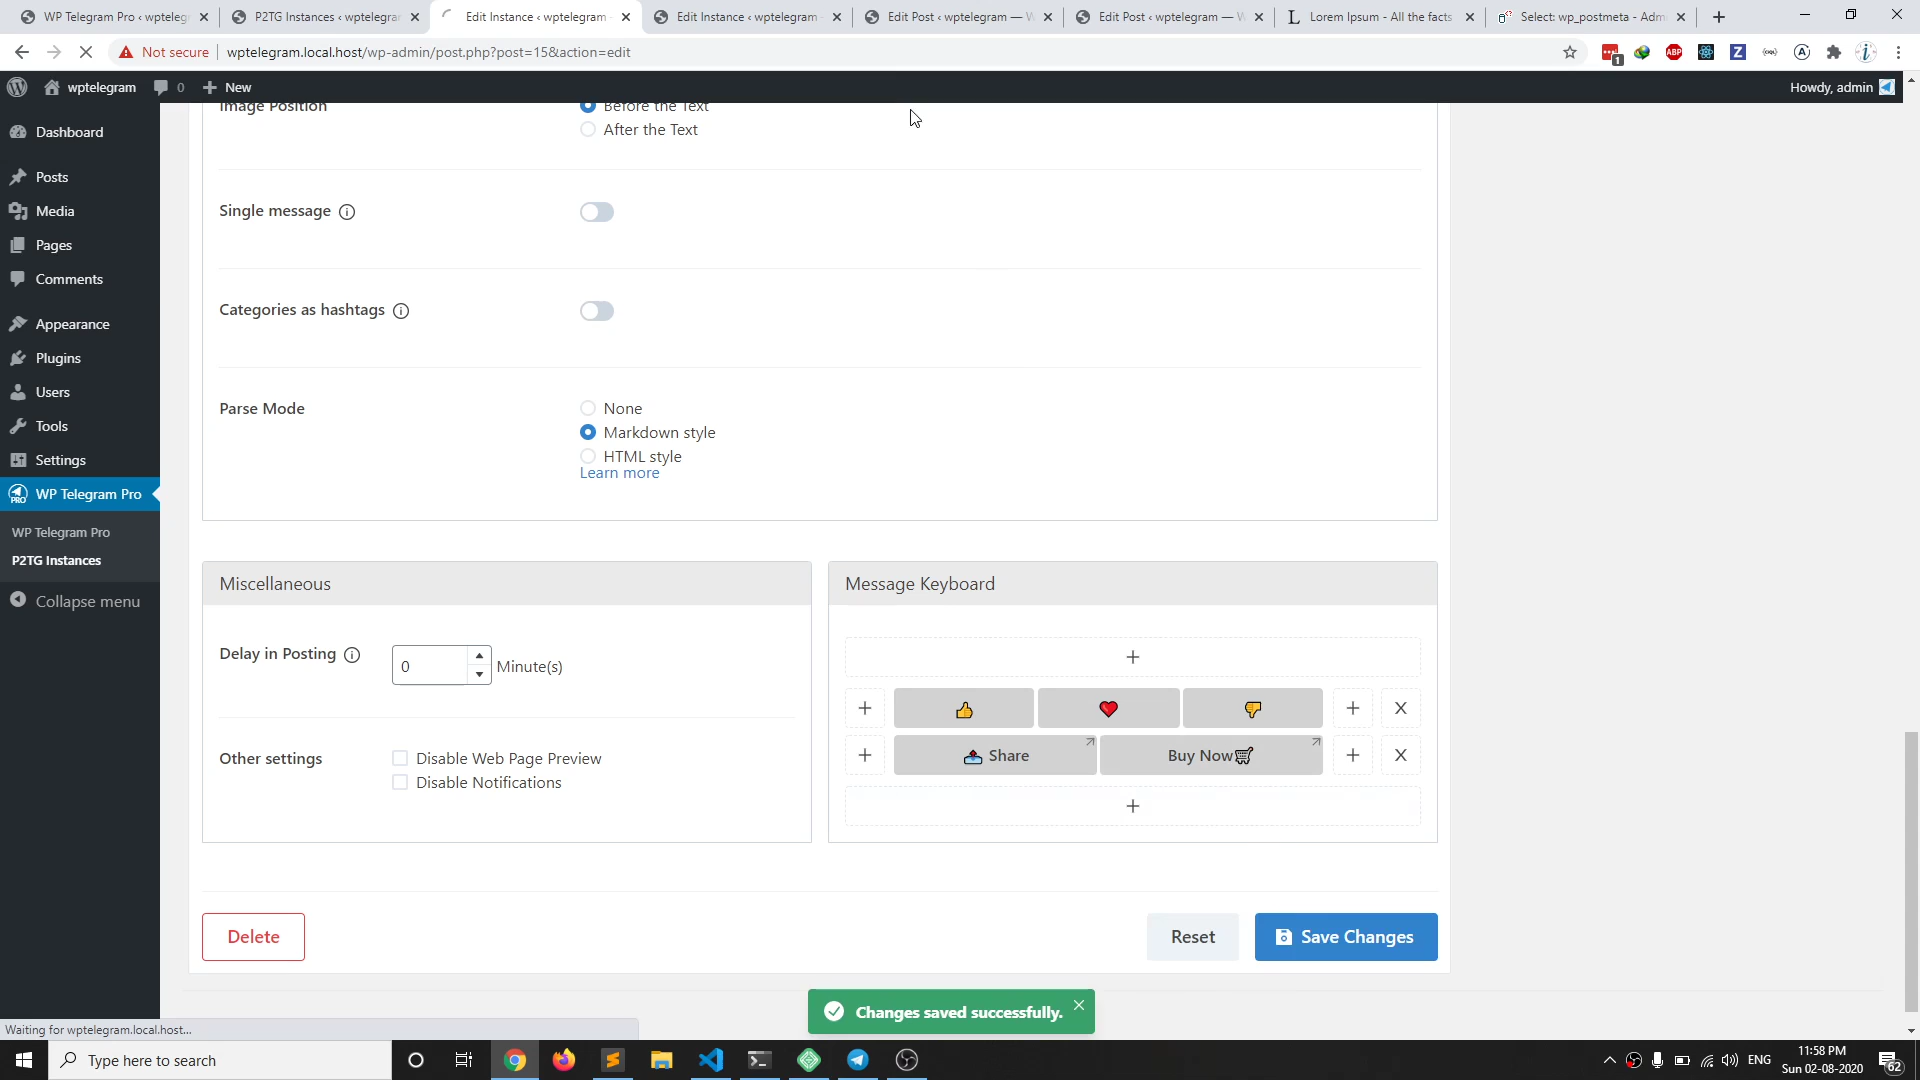 WP Telegram Pro ‹ wptelegr
P2TG Instances ‹ wptelegrar
Edit Instance ‹ wptelegram
Edit Instance ‹ wptelegram
Edit Post ‹ wptelegram — W
Edit Post ‹ wptelegram — W
Lorem Ipsum - All the facts
Select: wp_postmeta - Adm
Not secure
wptelegram.local.host/wp-admin/post.php?post=15&action=edit
1
wptelegram
0
New
Howdy, admin
Dashboard
Posts
Media
Pages
Comments
Appearance
Plugins
Users
Tools
Settings
WP Telegram Pro
WP Telegram Pro
P2TG Instances
Collapse menu
Image Position
Before the Text
After the Text
Single message
Categories as hashtags
Parse Mode
None
Markdown style
HTML style
Learn more
Miscellaneous
Delay in Posting
0
Minute(s)
Other settings
Disable Web Page Preview
Disable Notifications
Message Keyboard
+
+ 👍 ❤️ 👎 + X
+ 📤 Share Buy Now🛒 + X
+
Delete
Reset
Save Changes
Changes saved successfully.
Waiting for wptelegram.local.host...
Type here to search
ENG
11:58 PM
Sun 02-08-2020
62